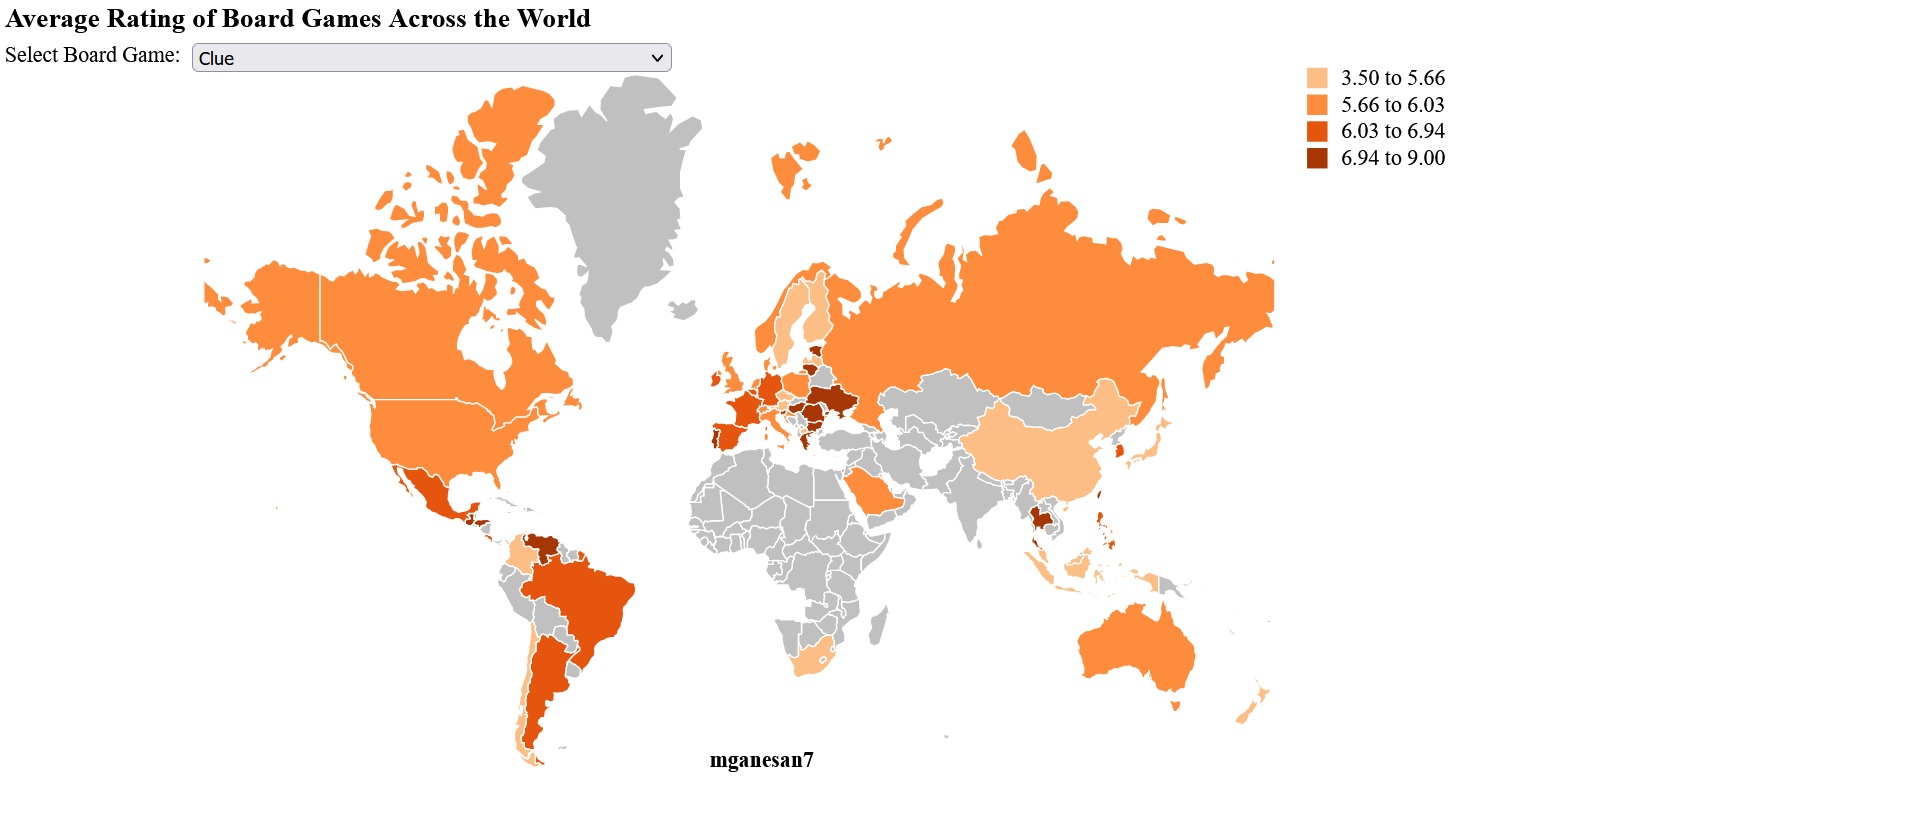 Average Rating of Board Games Across the World
Select Board Game: Clue
3.50 to 5.66
5.66 to 6.03
6.03 to 6.94
6.94 to 9.00
mganesan7